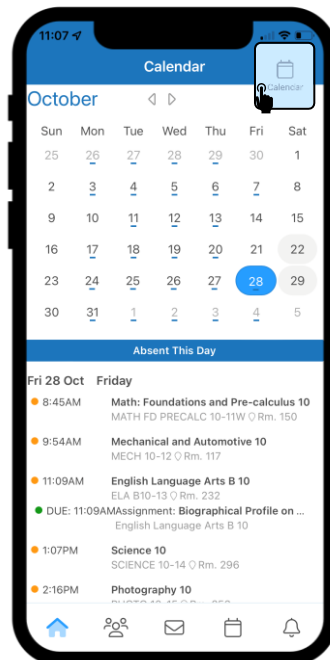 11:07
Calendar
Calendar
October
Sun Mon Tue Wed Thu Fri Sat
25 26 27 28 29 30 1
2 3 4 5 6 7 8
9 10 11 12 13 14 15
16 17 18 19 20 21 22
23 24 25 26 27 28 29
30 31 1 2 3 4 5
Absent This Day
Fri 28 Oct Friday
8:45AM Math: Foundations and Pre-calculus 10
MATH FD PRECALC 10-11W Rm. 150
9:54AM Mechanical and Automotive 10
MECH 10-12 Rm. 117
11:09AM English Language Arts B 10
ELA B10-13 Rm. 232
DUE: 11:09AMAssignment: Biographical Profile on ...
English Language Arts B 10
1:07PM Science 10
SCIENCE 10-14 Rm. 296
2:16PM Photography 10